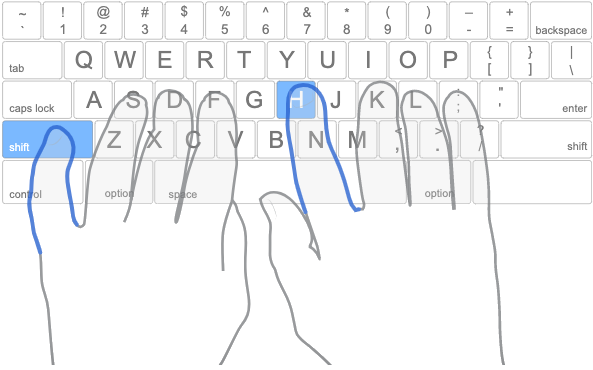 ~ ! @ # $ % ^ & * ( ) – +
` 1 2 3 4 5 6 7 8 9 0 - = backspace
tab Q W E R T Y U I O P { [ } ] | \
caps lock A S D F G H J K L : ; " ' enter
shift Z X C V B N M < , > . ? / shift
control option space option